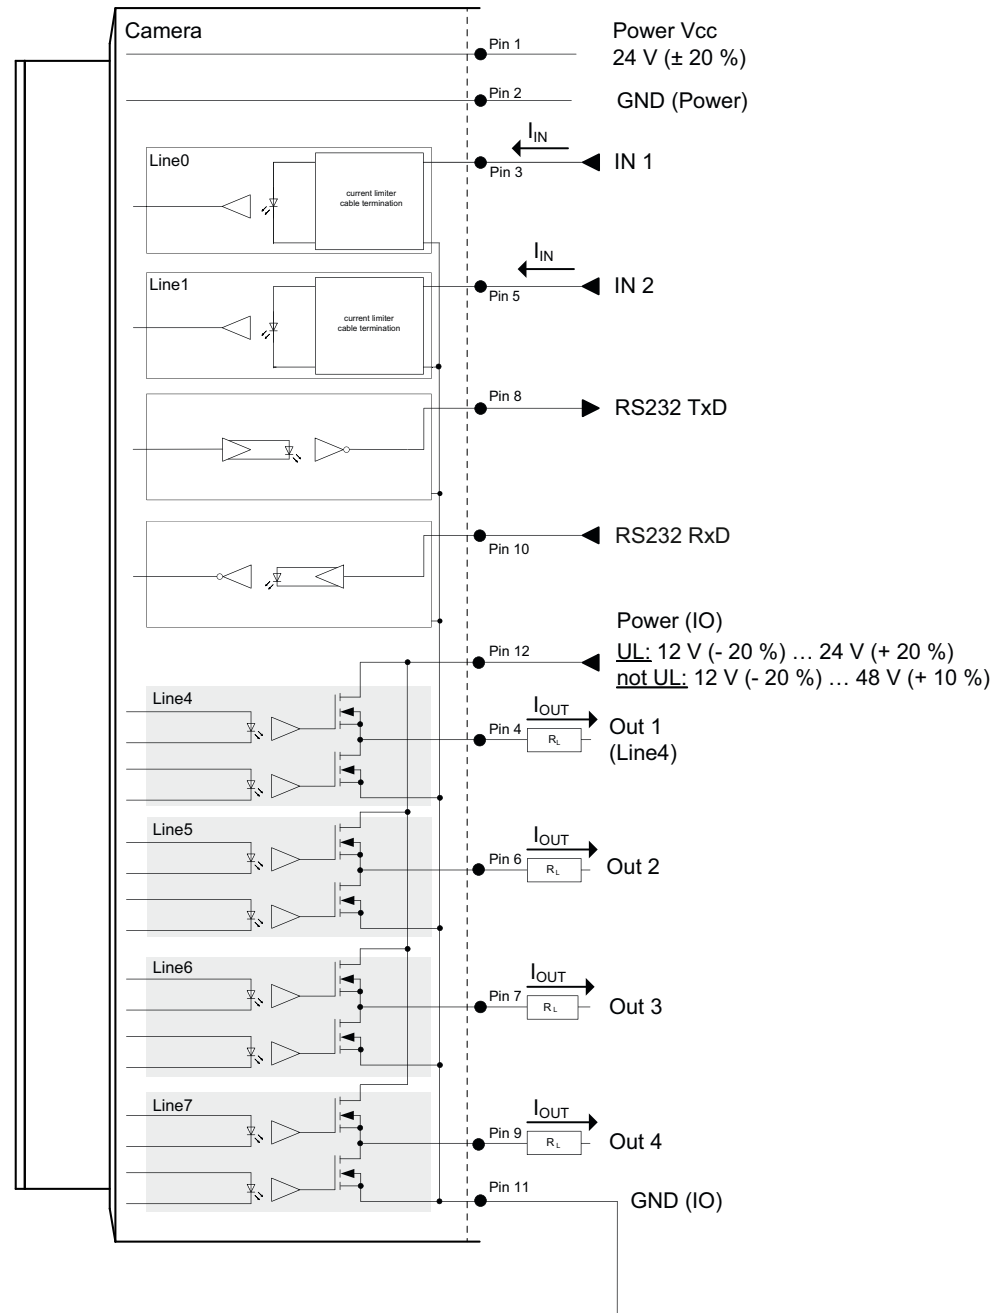 Camera
Pin 1
Power Vcc
24 V (± 20 %)
Pin 2
GND (Power)
Line0
current limiter
cable termination
I_IN
Pin 3
IN 1
Line1
current limiter
cable termination
I_IN
Pin 5
IN 2
Pin 8
RS232 TxD
Pin 10
RS232 RxD
Power (IO)
Pin 12
UL: 12 V (- 20 %) … 24 V (+ 20 %)
not UL: 12 V (- 20 %) … 48 V (+ 10 %)
Line4
I_OUT
Pin 4
R_L
Out 1
(Line4)
Line5
I_OUT
Pin 6
R_L
Out 2
Line6
I_OUT
Pin 7
R_L
Out 3
Line7
I_OUT
Pin 9
R_L
Out 4
Pin 11
GND (IO)